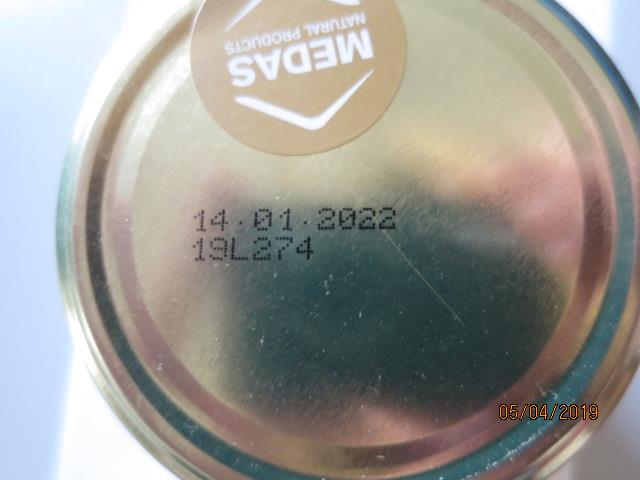 MEDAS
NATURAL PRODUCTS
14.01.2022
19L274
05/04/2019